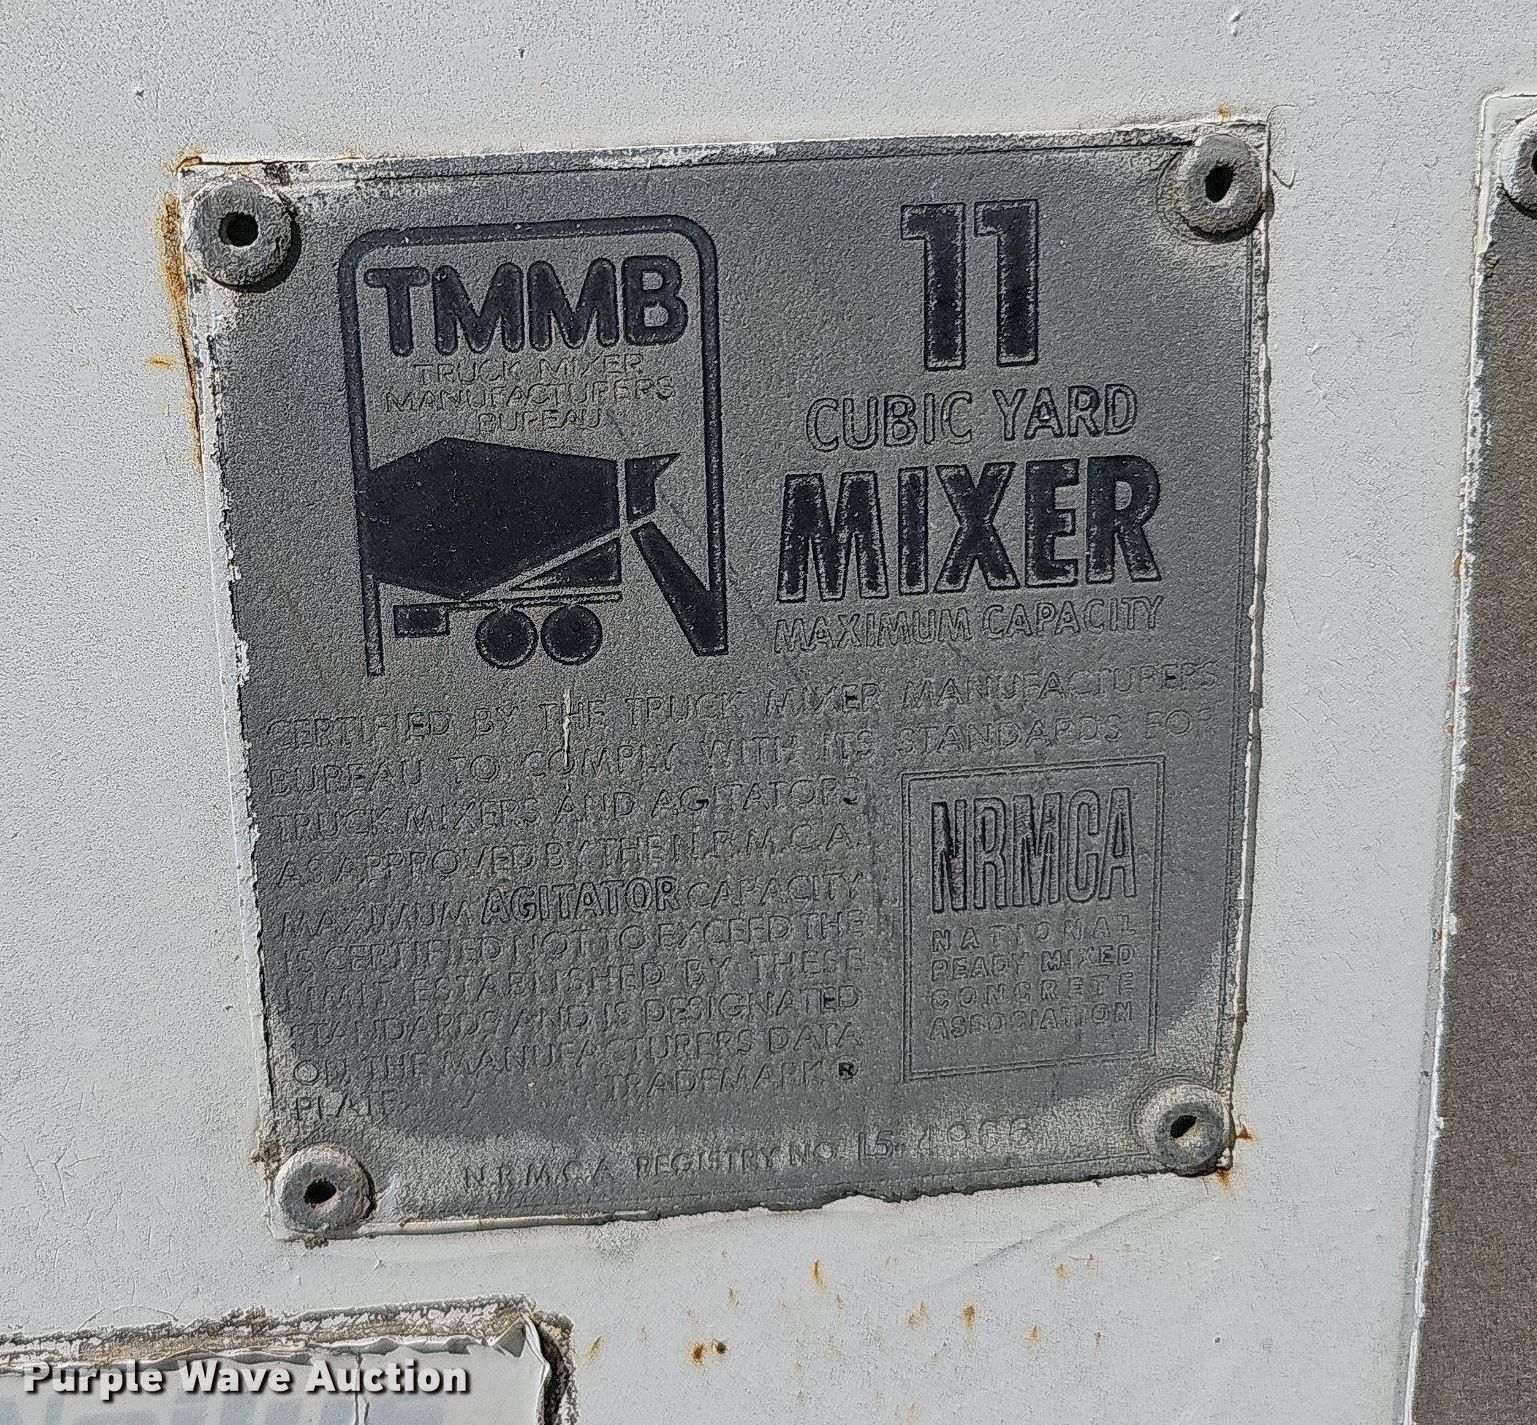 TMMB
TRUCK MIXER
MANUFACTURERS
BUREAU
11
CUBIC YARD
MIXER
MAXIMUM CAPACITY
CERTIFIED BY THE TRUCK MIXER MANUFACTURERS
BUREAU TO COMPLY WITH ITS STANDARDS FOR
TRUCK MIXERS AND AGITATORS
AS APPROVED BY THE N.R.M.C.A.
MAXIMUM AGITATOR CAPACITY
IS CERTIFIED NOT TO EXCEED THE
LIMIT ESTABLISHED BY THESE
STANDARDS AND IS DESIGNATED
ON THE MANUFACTURERS DATA
PLATE. TRADEMARK ®
NRMCA
NATIONAL
READY MIXED
CONCRETE
ASSOCIATION
N.R.M.C.A. REGISTRY NO.
Purple Wave Auction